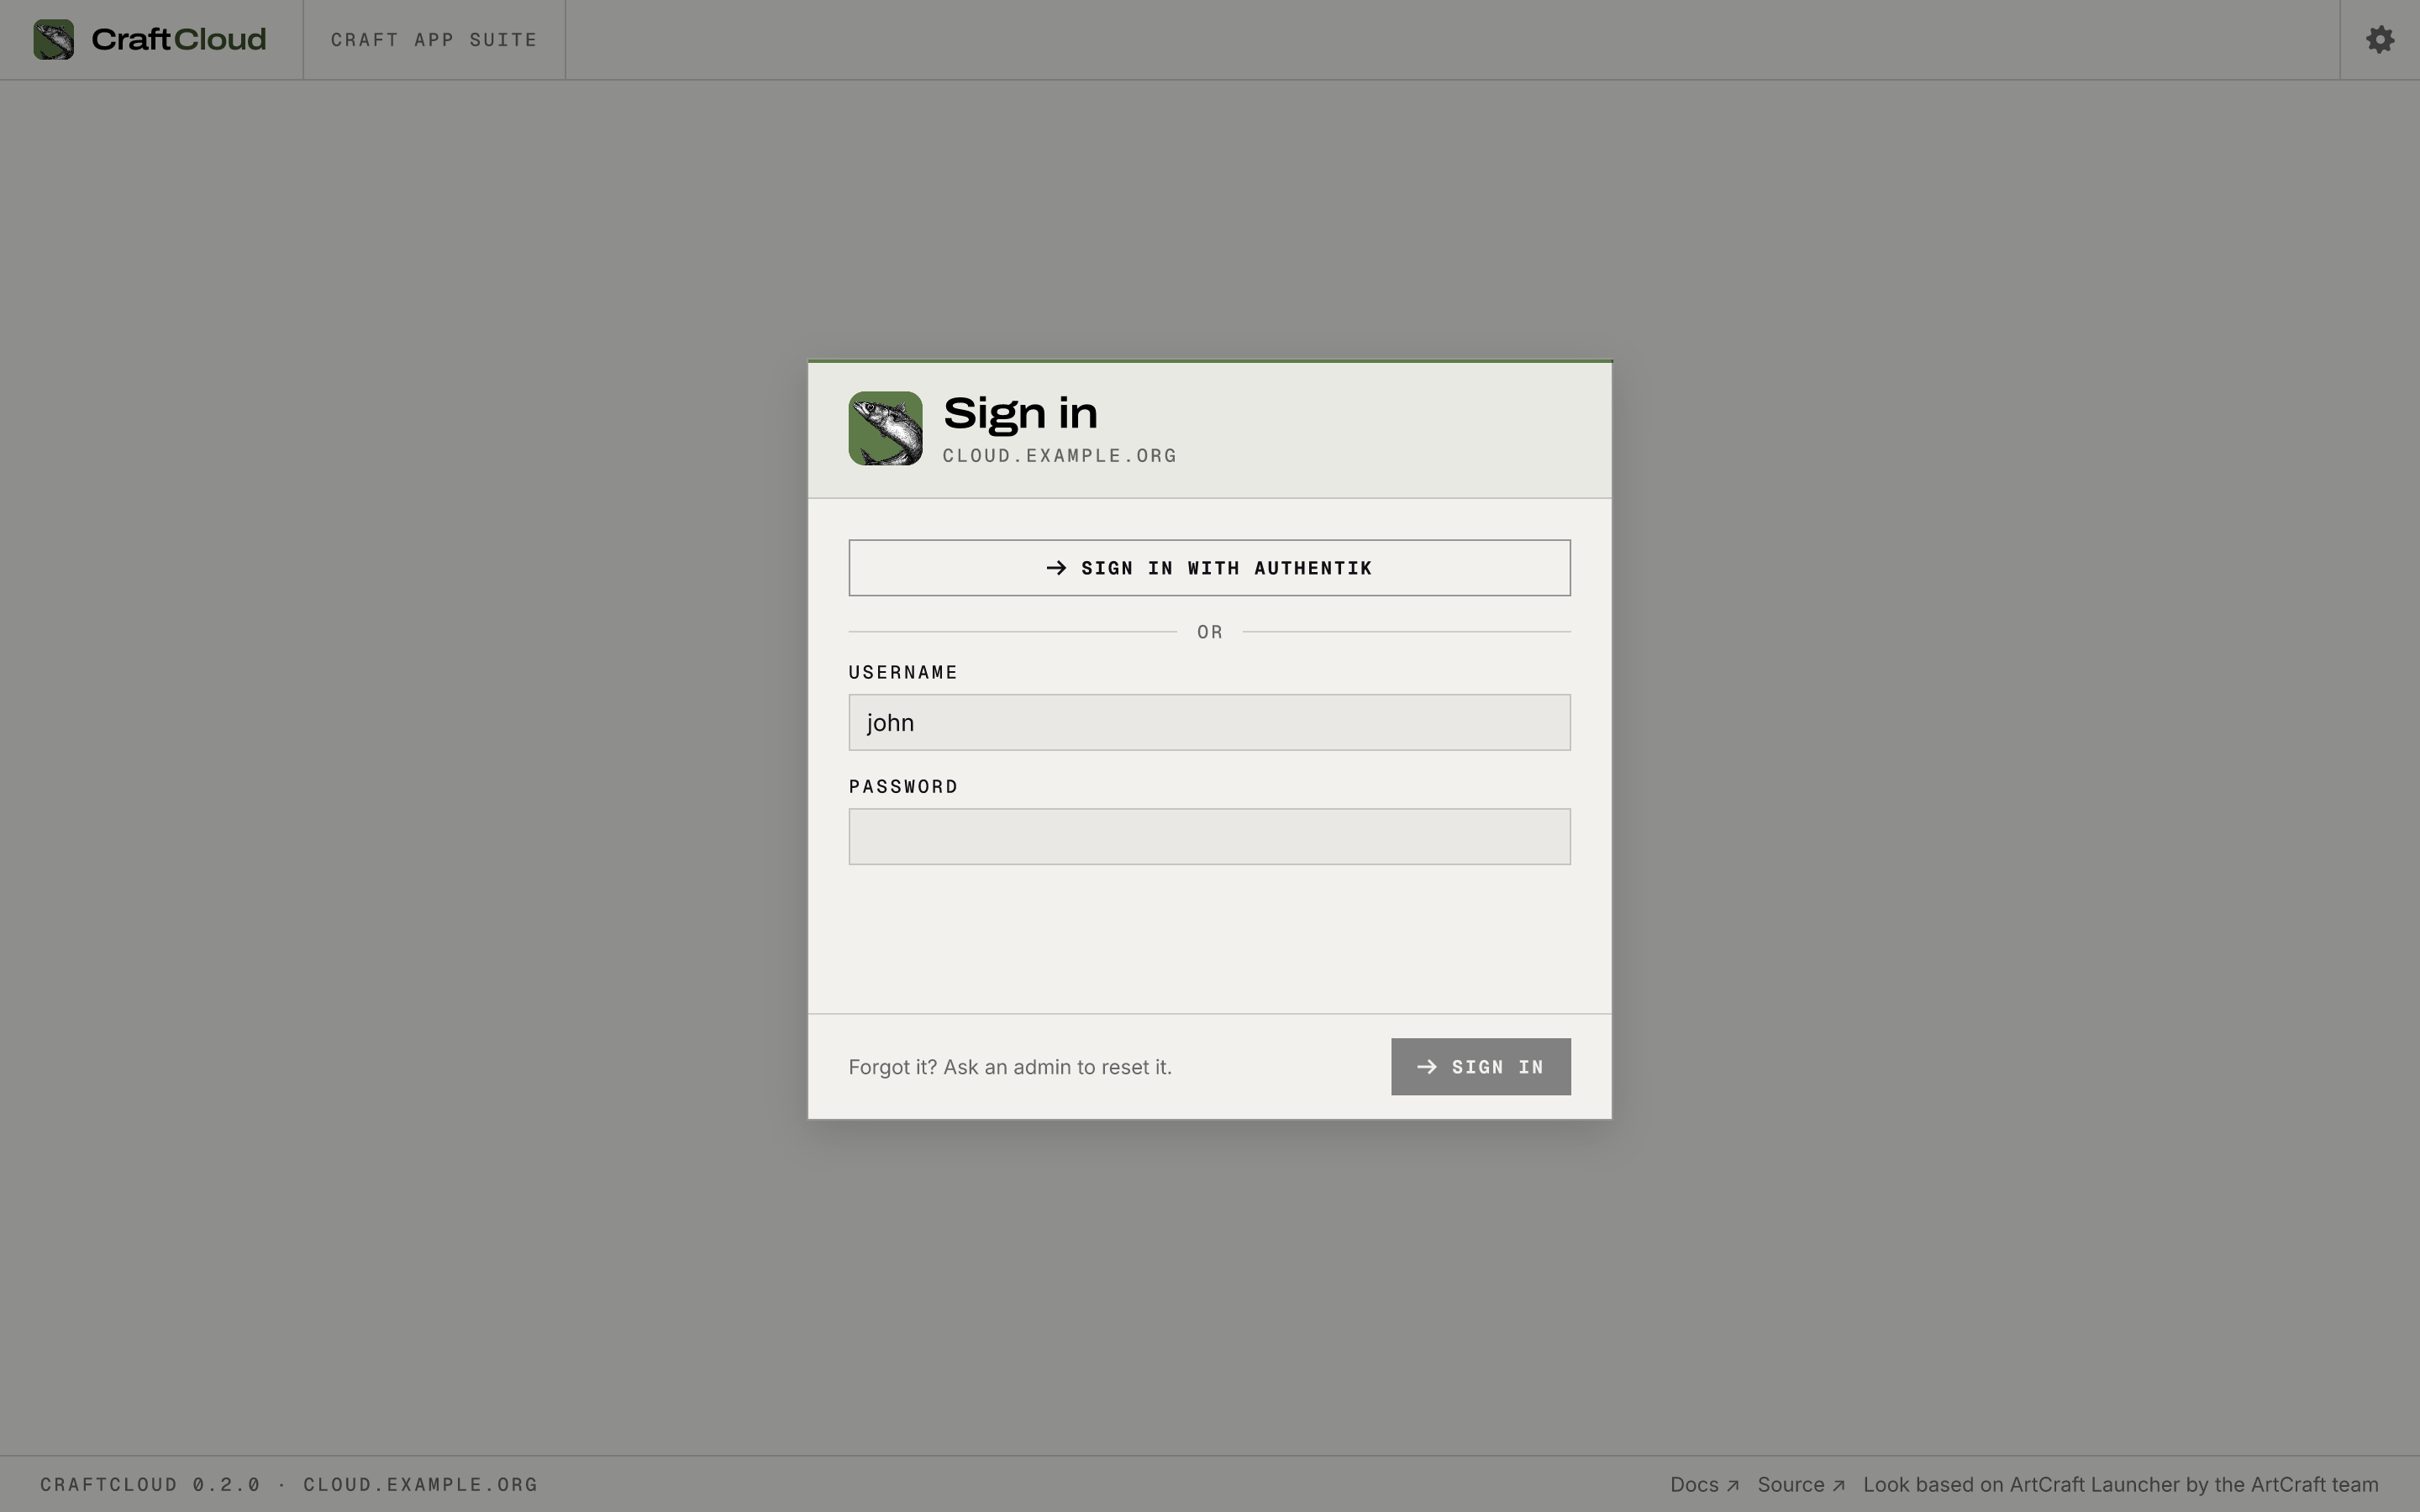 CraftCloud
CRAFT APP SUITE
Sign in
CLOUD.EXAMPLE.ORG
→ SIGN IN WITH AUTHENTIK
OR
USERNAME
john
PASSWORD
Forgot it? Ask an admin to reset it.
→ SIGN IN
CRAFTCLOUD 0.2.0 · CLOUD.EXAMPLE.ORG
Docs ↗ Source ↗ Look based on ArtCraft Launcher by the ArtCraft team